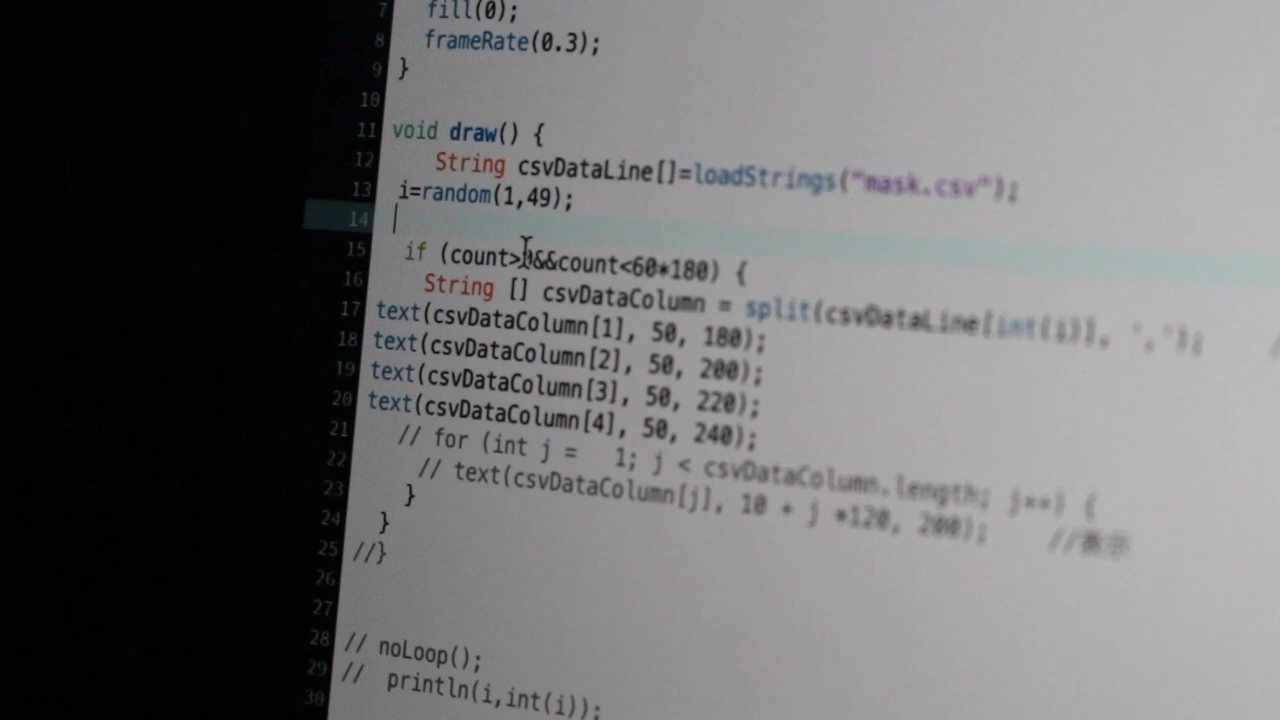 7 fill(0);
8 frameRate(0.3);
9 }
10
11 void draw() {
12 String csvDataLine[]=loadStrings("mask.csv");
13 i=random(1,49);
14
15 if (count>0&&count<60*180) {
16 String [] csvDataColumn = split(csvDataLine[int(i)], ','); /
17 text(csvDataColumn[1], 50, 180);
18 text(csvDataColumn[2], 50, 200);
19 text(csvDataColumn[3], 50, 220);
20 text(csvDataColumn[4], 50, 240);
21 // for (int j = 1; j < csvDataColumn.length; j++) {
22 // text(csvDataColumn[j], 10 + j *120, 200); //表示
23 }
24 }
25 //}
26
27
28 // noLoop();
29 // println(i,int(i));
30